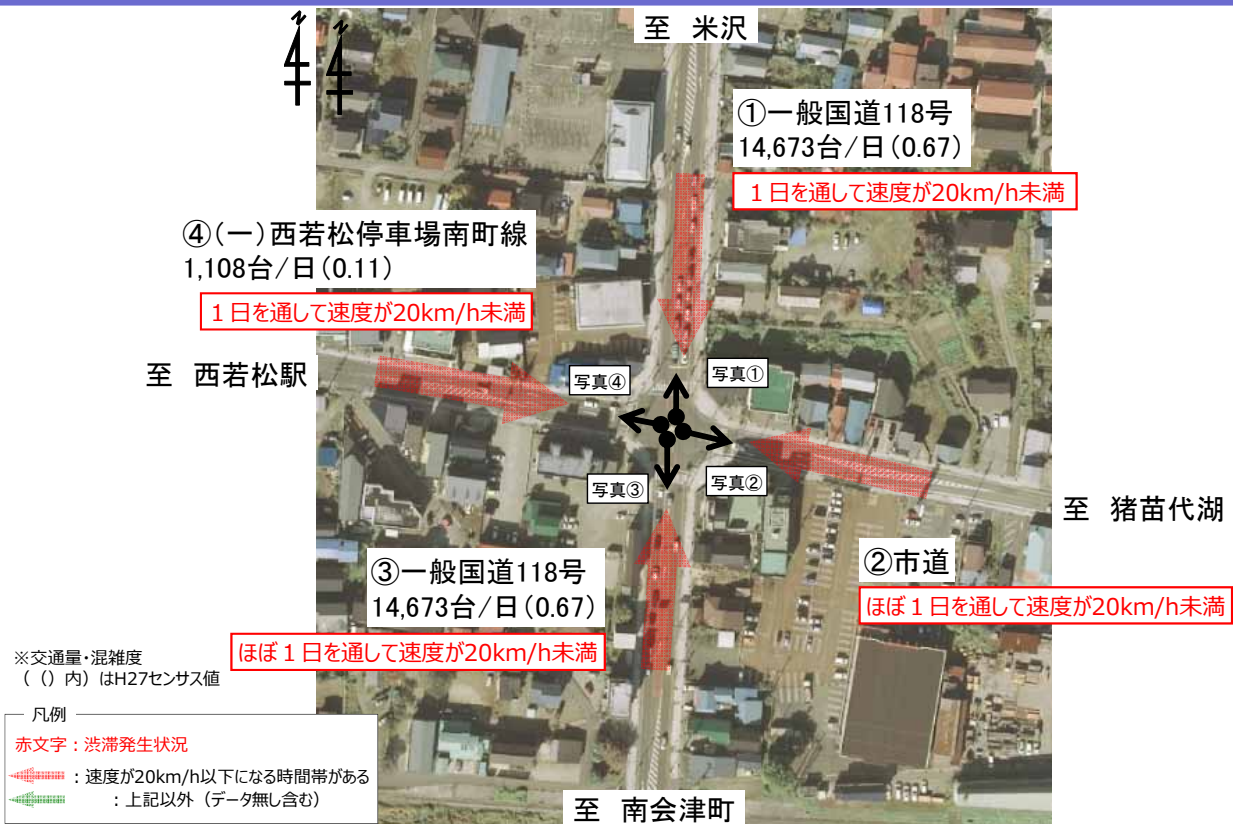 至 米沢
①一般国道118号
14,673台/日(0.67)
1日を通して速度が20km/h未満
④(一)西若松停車場南町線
1,108台/日(0.11)
1日を通して速度が20km/h未満
至 西若松駅
写真④
写真①
写真③
写真②
至 猪苗代湖
②市道
ほぼ1日を通して速度が20km/h未満
③一般国道118号
14,673台/日(0.67)
ほぼ1日を通して速度が20km/h未満
※交通量・混雑度
(()内)はH27センサス値
凡例
赤文字:渋滞発生状況
:速度が20km/h以下になる時間帯がある
:上記以外(データ無し含む)
至 南会津町